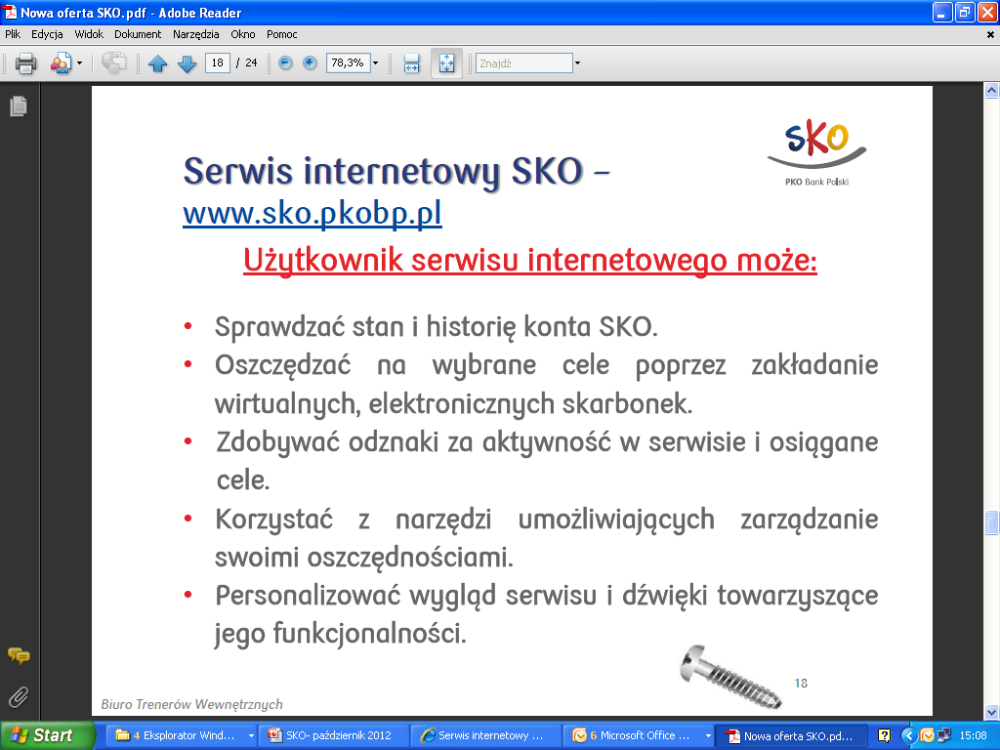 Nowa oferta SKO.pdf - Adobe Reader
Plik Edycja Widok Dokument Narzędzia Okno Pomoc
18 / 24 78,3% Znajdź
SKO
PKO Bank Polski
Serwis internetowy SKO –
www.sko.pkobp.pl
Użytkownik serwisu internetowego może:
• Sprawdzać stan i historię konta SKO.
• Oszczędzać na wybrane cele poprzez zakładanie
wirtualnych, elektronicznych skarbonek.
• Zdobywać odznaki za aktywność w serwisie i osiągane
cele.
• Korzystać z narzędzi umożliwiających zarządzanie
swoimi oszczędnościami.
• Personalizować wygląd serwisu i dźwięki towarzyszące
jego funkcjonalności.
18
Biuro Trenerów Wewnętrznych
Start 4 Eksplorator Wind... SKO- październik 2012 Serwis internetowy ... 6 Microsoft Office ... Nowa oferta SKO.pd... 15:08